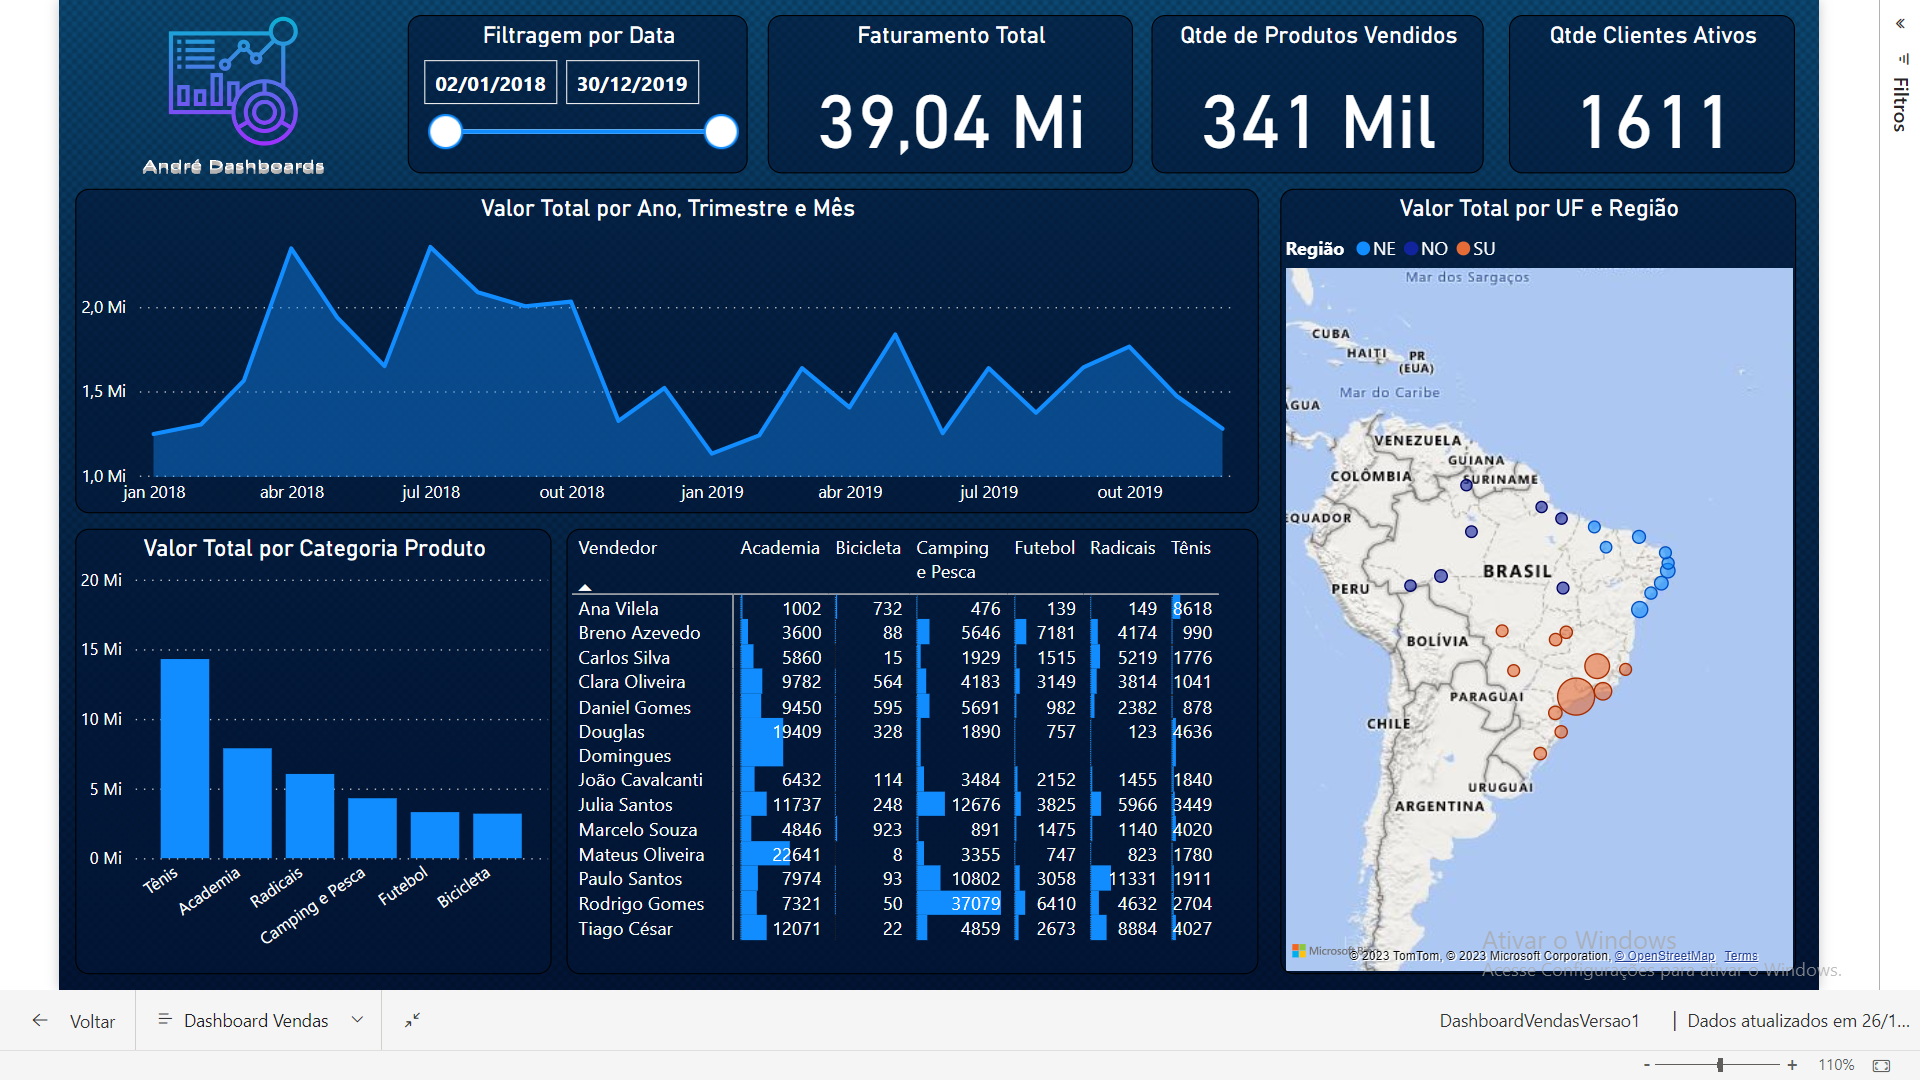 André Dashboards
Filtragem por Data
02/01/2018 30/12/2019
Faturamento Total
39,04 Mi
Qtde de Produtos Vendidos
341 Mil
Qtde Clientes Ativos
1611
Filtros
Valor Total por Ano, Trimestre e Mês
2,0 Mi
1,5 Mi
1,0 Mi
jan 2018 abr 2018 jul 2018 out 2018 jan 2019 abr 2019 jul 2019 out 2019
Valor Total por UF e Região
Região NE NO SU
Mar dos Sargaços
CUBA
HAITI PR
(EUA)
Mar do Caribe
AGUA
VENEZUELA
GUIANA
COLÔMBIA SURINAME
EQUADOR
BRASIL
PERU
BOLÍVIA
PARAGUAI
CHILE
URUGUAI
ARGENTINA
Microsoft Bing
© 2023 TomTom, © 2023 Microsoft Corporation, © OpenStreetMap Terms
Ativar o Windows
Acesse Configurações para ativar o Windows.
Valor Total por Categoria Produto
20 Mi
15 Mi
10 Mi
5 Mi
0 Mi
Tênis Academia Radicais Camping e Pesca Futebol Bicicleta
Vendedor Academia Bicicleta Camping e Pesca Futebol Radicais Tênis
Ana Vilela 1002 732 476 139 149 8618
Breno Azevedo 3600 88 5646 7181 4174 990
Carlos Silva 5860 15 1929 1515 5219 1776
Clara Oliveira 9782 564 4183 3149 3814 1041
Daniel Gomes 9450 595 5691 982 2382 878
Douglas Domingues 19409 328 1890 757 123 4636
João Cavalcanti 6432 114 3484 2152 1455 1840
Julia Santos 11737 248 12676 3825 5966 3449
Marcelo Souza 4846 923 891 1475 1140 4020
Mateus Oliveira 22641 8 3355 747 823 1780
Paulo Santos 7974 93 10802 3058 11331 1911
Rodrigo Gomes 7321 50 37079 6410 4632 2704
Tiago César 12071 22 4859 2673 8884 4027
Voltar Dashboard Vendas DashboardVendasVersao1 | Dados atualizados em 26/1...
- + 110%